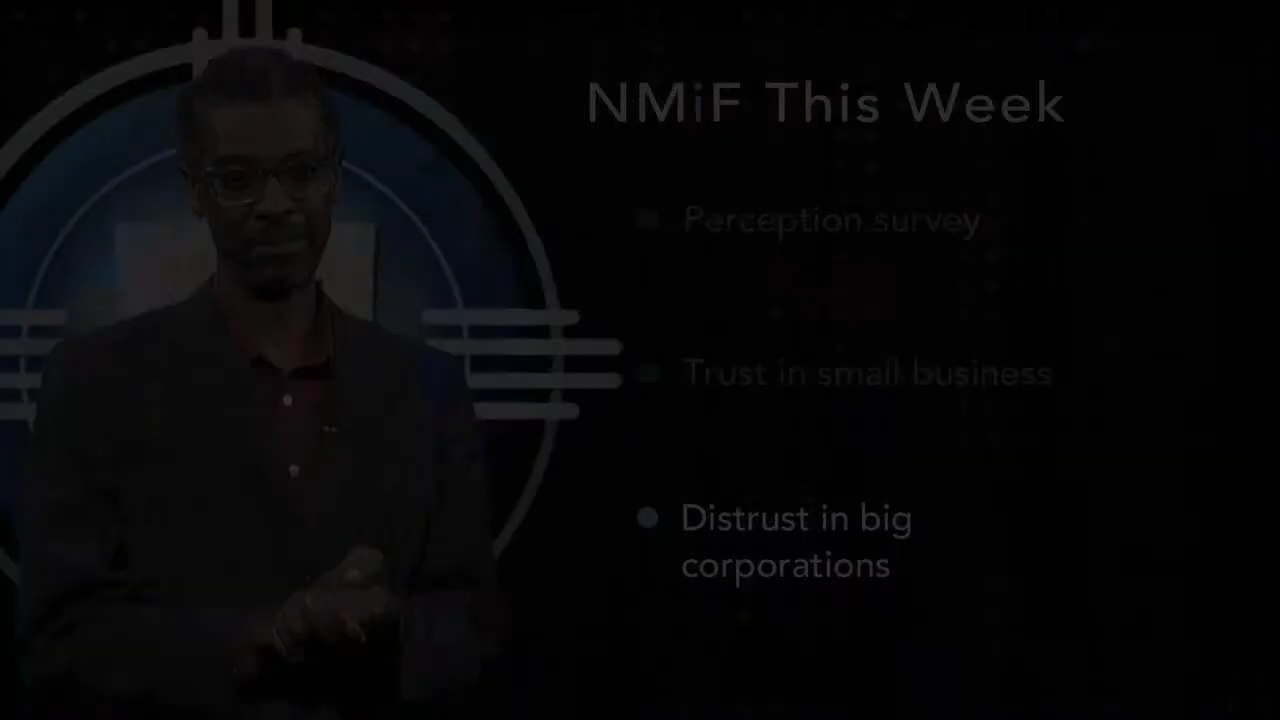 NMiF This Week
Perception survey
Trust in small business
Distrust in big
corporations